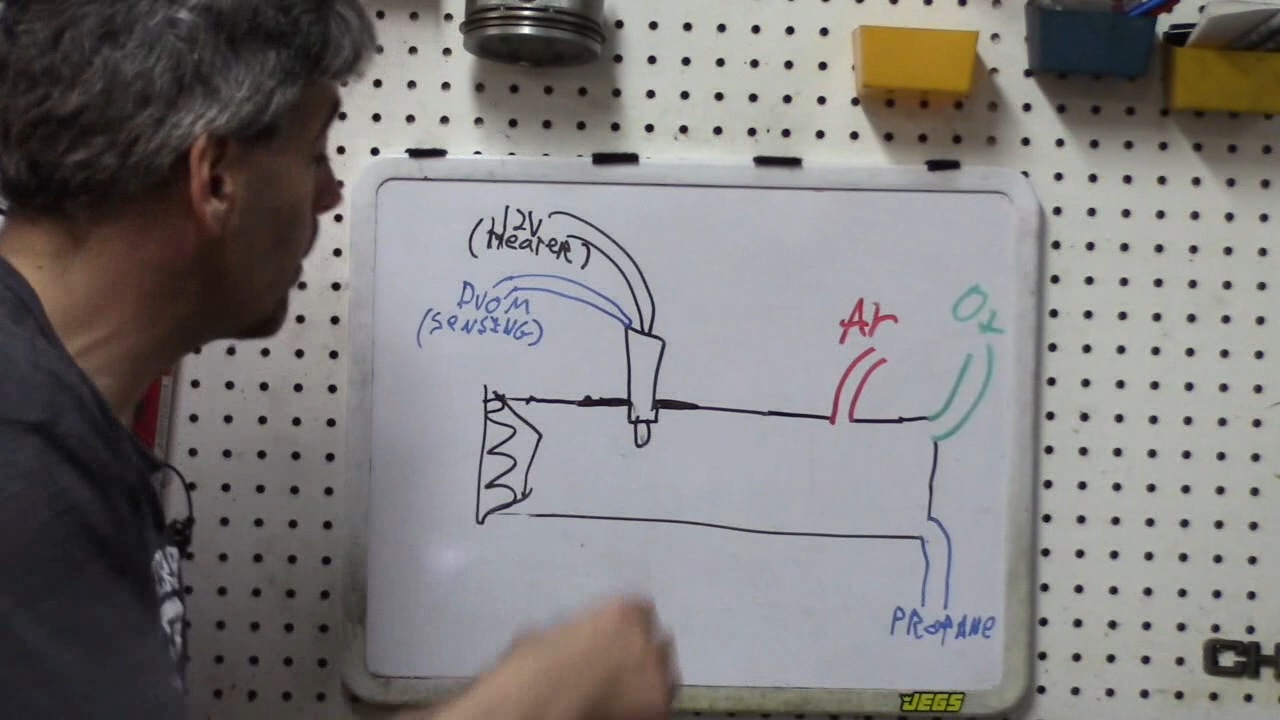 12V
(Heater)
DVOM
(SENSING)
Ar
O2
PROPANE
JEGS
CH